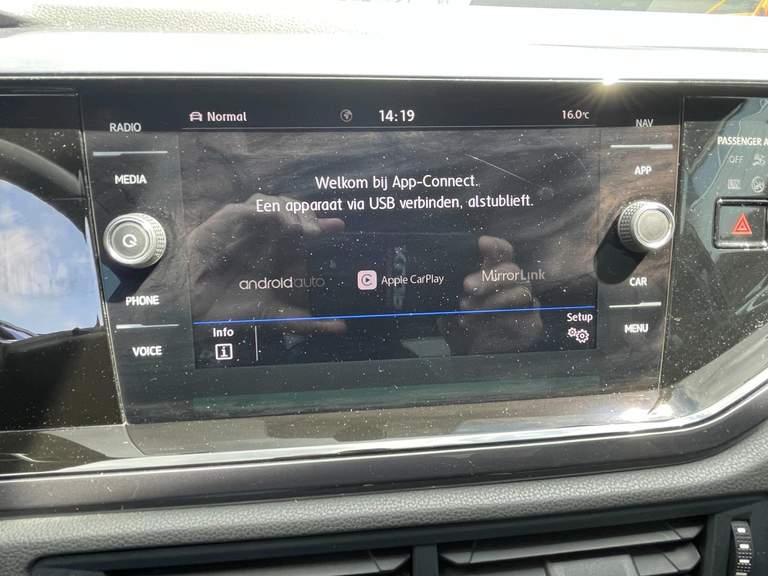 Normal 14:19 16.0°C
RADIO
MEDIA
PHONE
VOICE
Welkom bij App-Connect.
Een apparaat via USB verbinden, alstublieft.
androidauto Apple CarPlay MirrorLink
Info
i
Setup
NAV
APP
CAR
MENU
PASSENGER
OFF